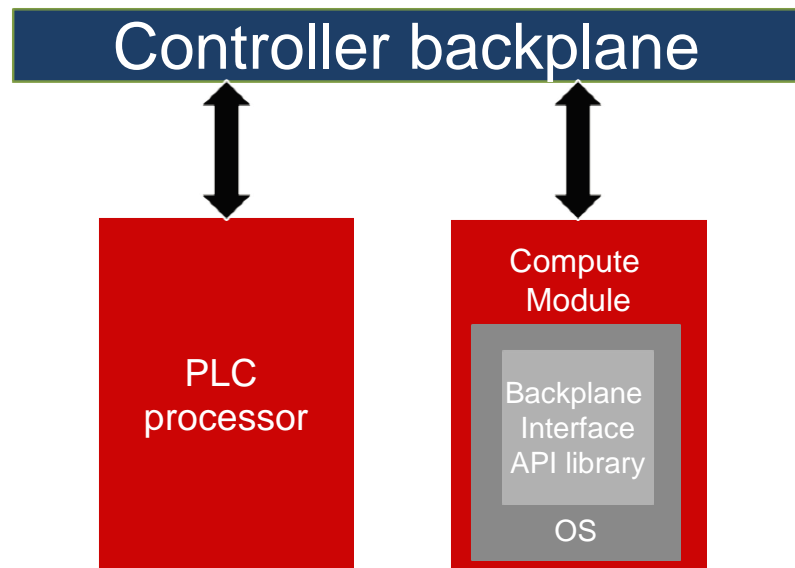 Controller backplane
PLC
processor
Compute
Module
Backplane
Interface
API library
OS